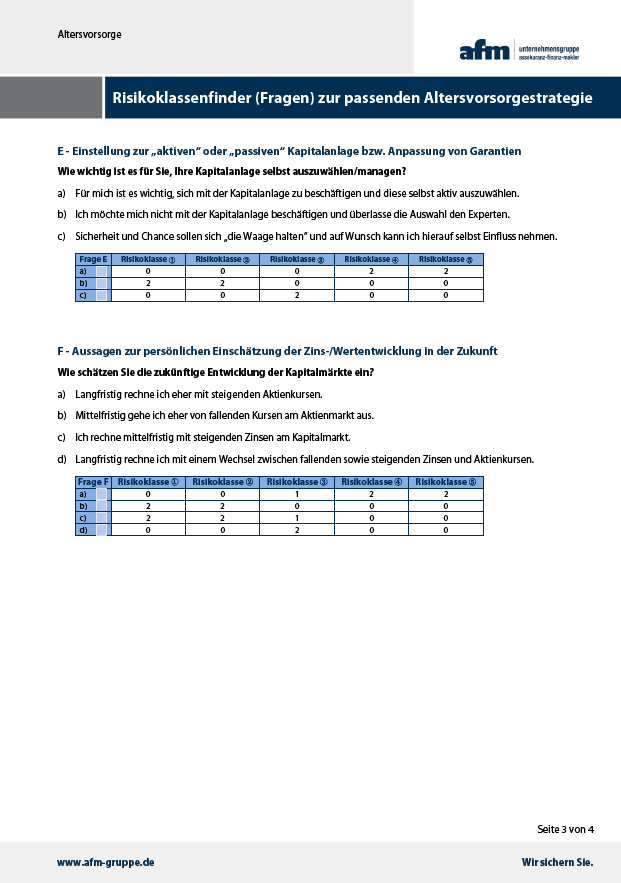 Altersvorsorge
afm unternehmensgruppe
assekuranz-finanz-makler
Risikoklassenfinder (Fragen) zur passenden Altersvorsorgestrategie
E - Einstellung zur „aktiven“ oder „passiven“ Kapitalanlage bzw. Anpassung von Garantien
Wie wichtig ist es für Sie, Ihre Kapitalanlage selbst auszuwählen/managen?
a) Für mich ist es wichtig, sich mit der Kapitalanlage zu beschäftigen und diese selbst aktiv auszuwählen.
b) Ich möchte mich nicht mit der Kapitalanlage beschäftigen und überlasse die Auswahl den Experten.
c) Sicherheit und Chance sollen sich „die Waage halten“ und auf Wunsch kann ich hierauf selbst Einfluss nehmen.
Frage E Risikoklasse ① Risikoklasse ② Risikoklasse ③ Risikoklasse ④ Risikoklasse ⑤
a) 0 0 0 2 2
b) 2 2 0 0 0
c) 0 0 2 0 0
F - Aussagen zur persönlichen Einschätzung der Zins-/Wertentwicklung in der Zukunft
Wie schätzen Sie die zukünftige Entwicklung der Kapitalmärkte ein?
a) Langfristig rechne ich eher mit steigenden Aktienkursen.
b) Mittelfristig gehe ich eher von fallenden Kursen am Aktienmarkt aus.
c) Ich rechne mittelfristig mit steigenden Zinsen am Kapitalmarkt.
d) Langfristig rechne ich mit einem Wechsel zwischen fallenden sowie steigenden Zinsen und Aktienkursen.
Frage F Risikoklasse ① Risikoklasse ② Risikoklasse ③ Risikoklasse ④ Risikoklasse ⑤
a) 0 0 1 2 2
b) 2 2 0 0 0
c) 2 2 1 0 0
d) 0 0 2 0 0
Seite 3 von 4
www.afm-gruppe.de Wir sichern Sie.